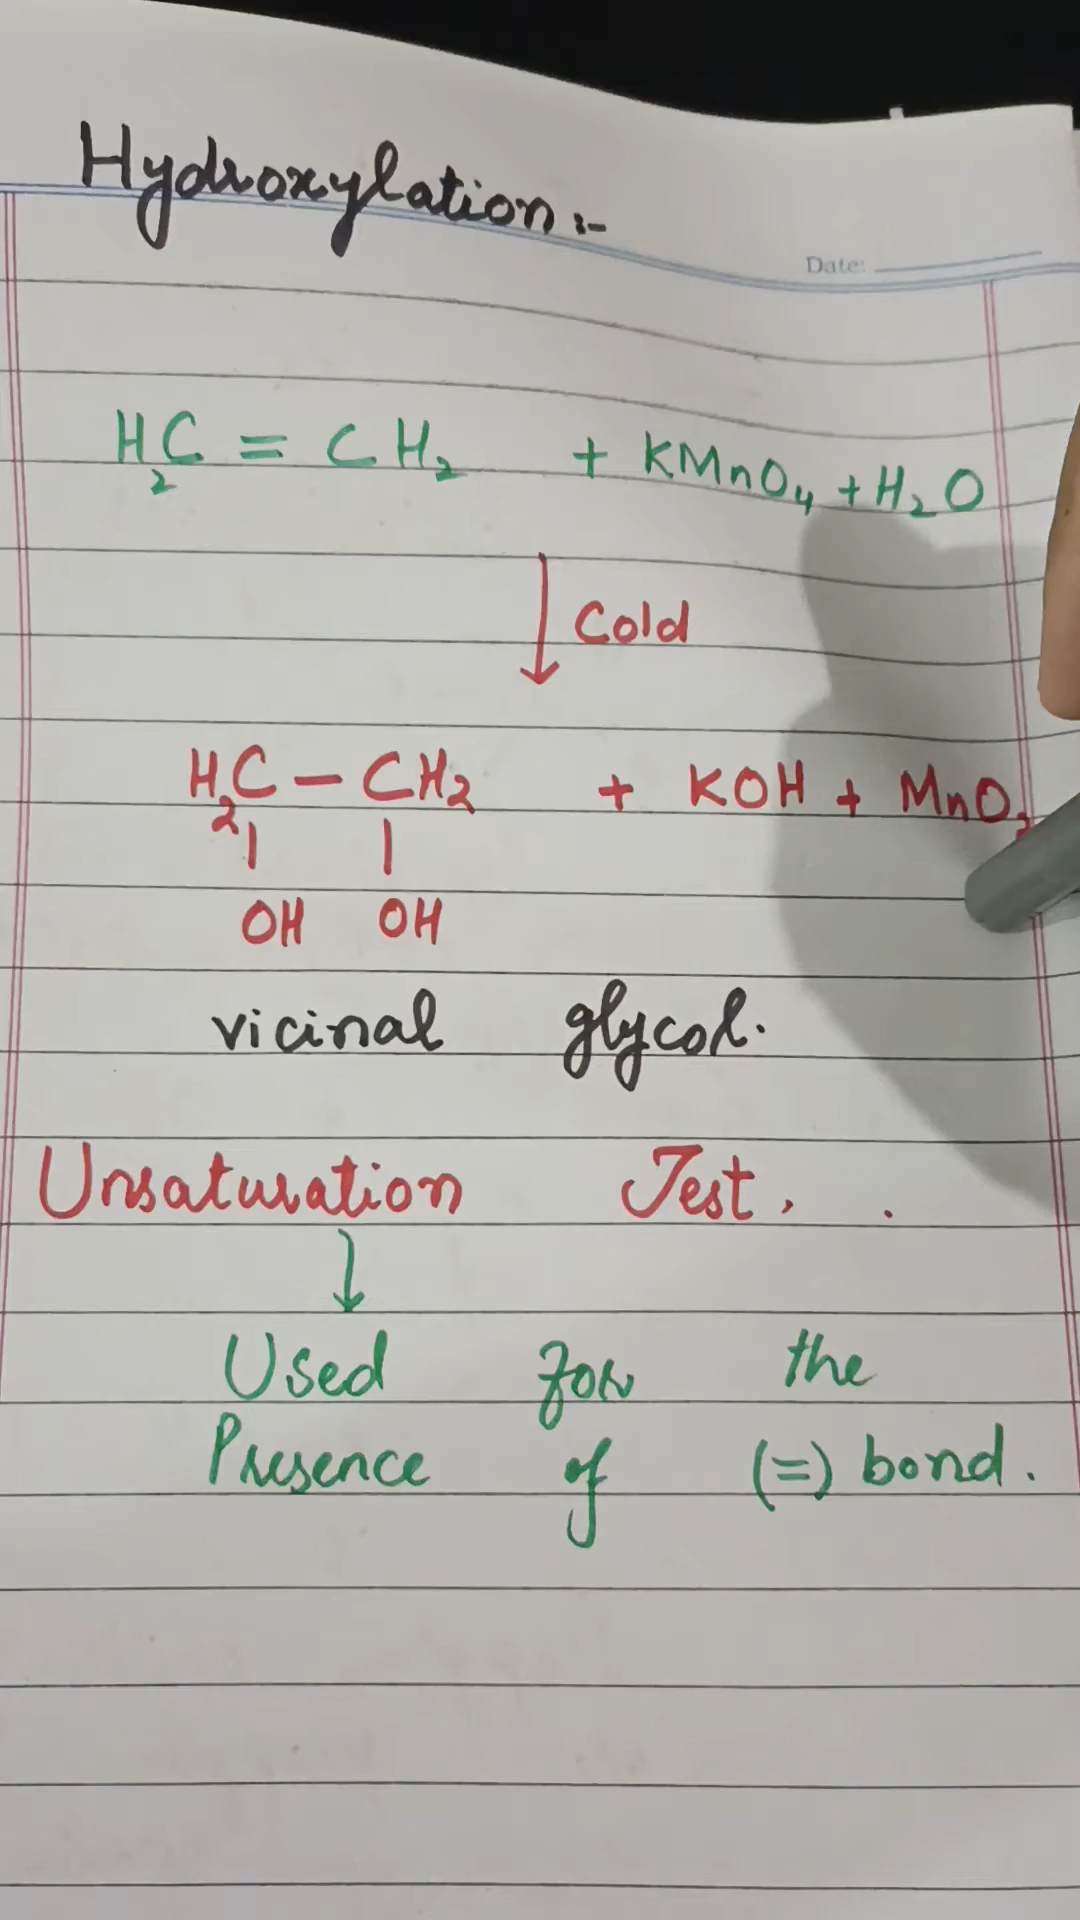 Hydroxylation :-
Date:
H₂C = CH₂ + KMnO₄ + H₂O
Cold
H₂C – CH₂ + KOH + MnO₂
OH OH
vicinal glycol.
Unsaturation Test.
Used for the
Presence of (=) bond.